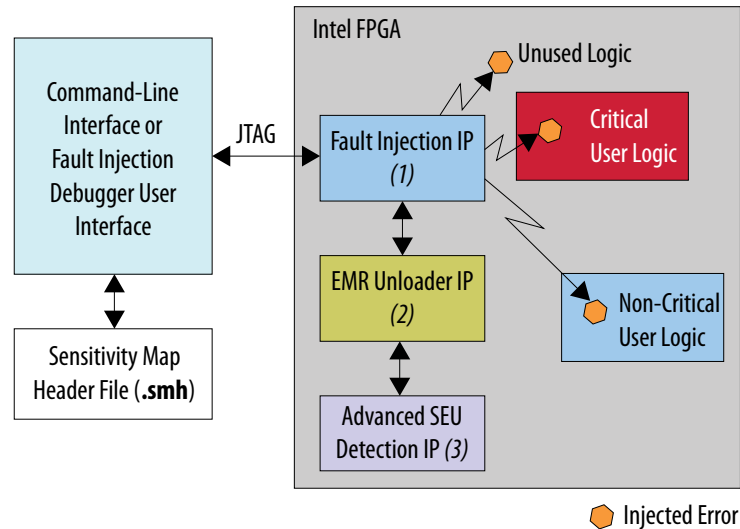 Intel FPGA
Command-Line
Interface or
Fault Injection
Debugger User
Interface
JTAG
Fault Injection IP
(1)
Unused Logic
Critical
User Logic
EMR Unloader IP
(2)
Non-Critical
User Logic
Sensitivity Map
Header File (.smh)
Advanced SEU
Detection IP (3)
Injected Error